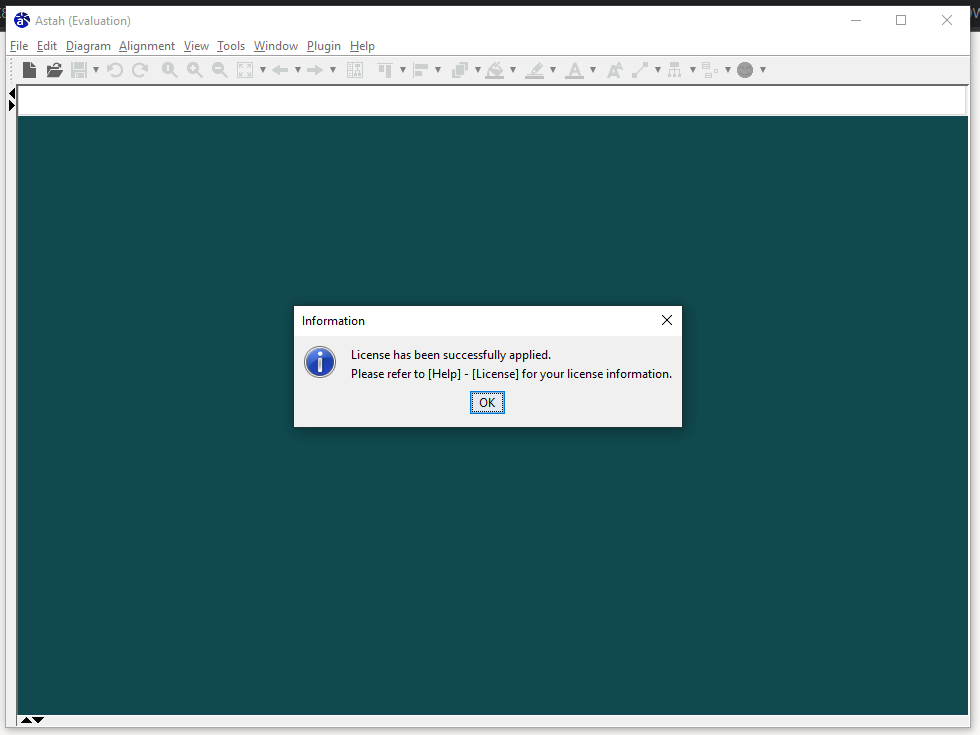 Astah (Evaluation)
File Edit Diagram Alignment View Tools Window Plugin Help
Information
License has been successfully applied.
Please refer to [Help] - [License] for your license information.
OK